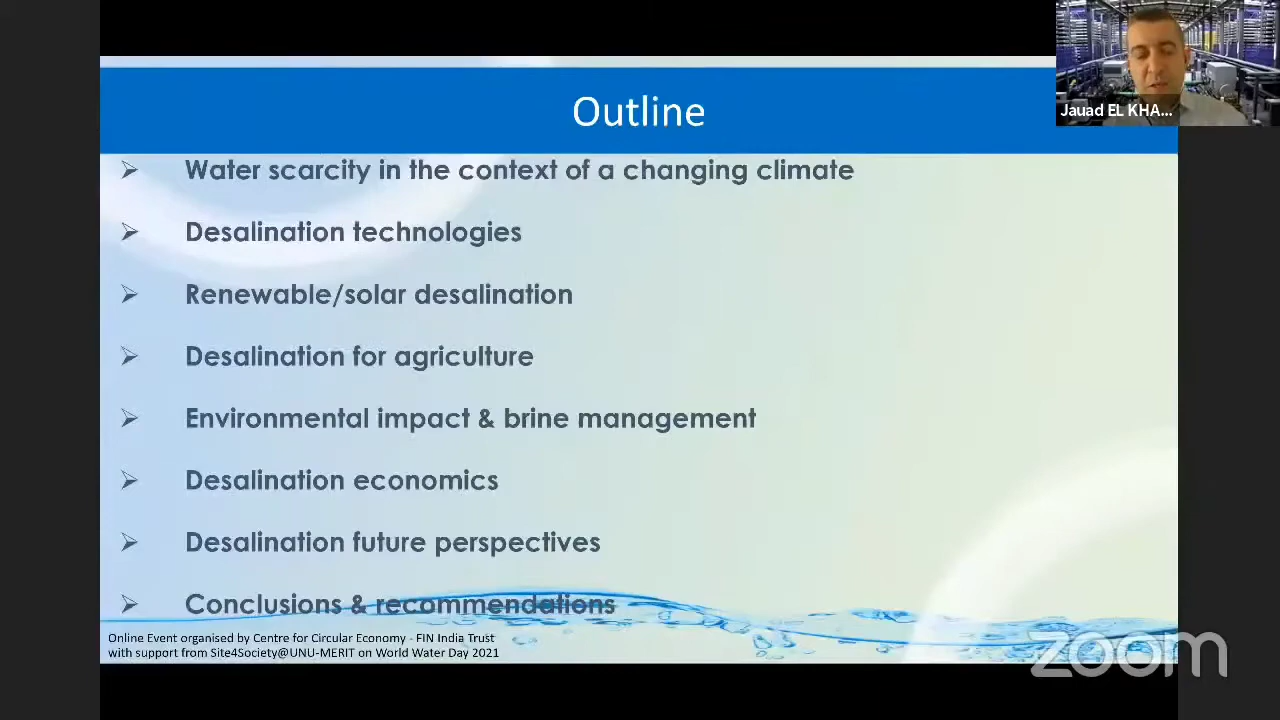 Outline
Jauad EL KHA...
Water scarcity in the context of a changing climate
Desalination technologies
Renewable/solar desalination
Desalination for agriculture
Environmental impact & brine management
Desalination economics
Desalination future perspectives
Conclusions & recommendations
Online Event organised by Centre for Circular Economy - FIN India Trust
with support from Site4Society@UNU-MERIT on World Water Day 2021
zoom